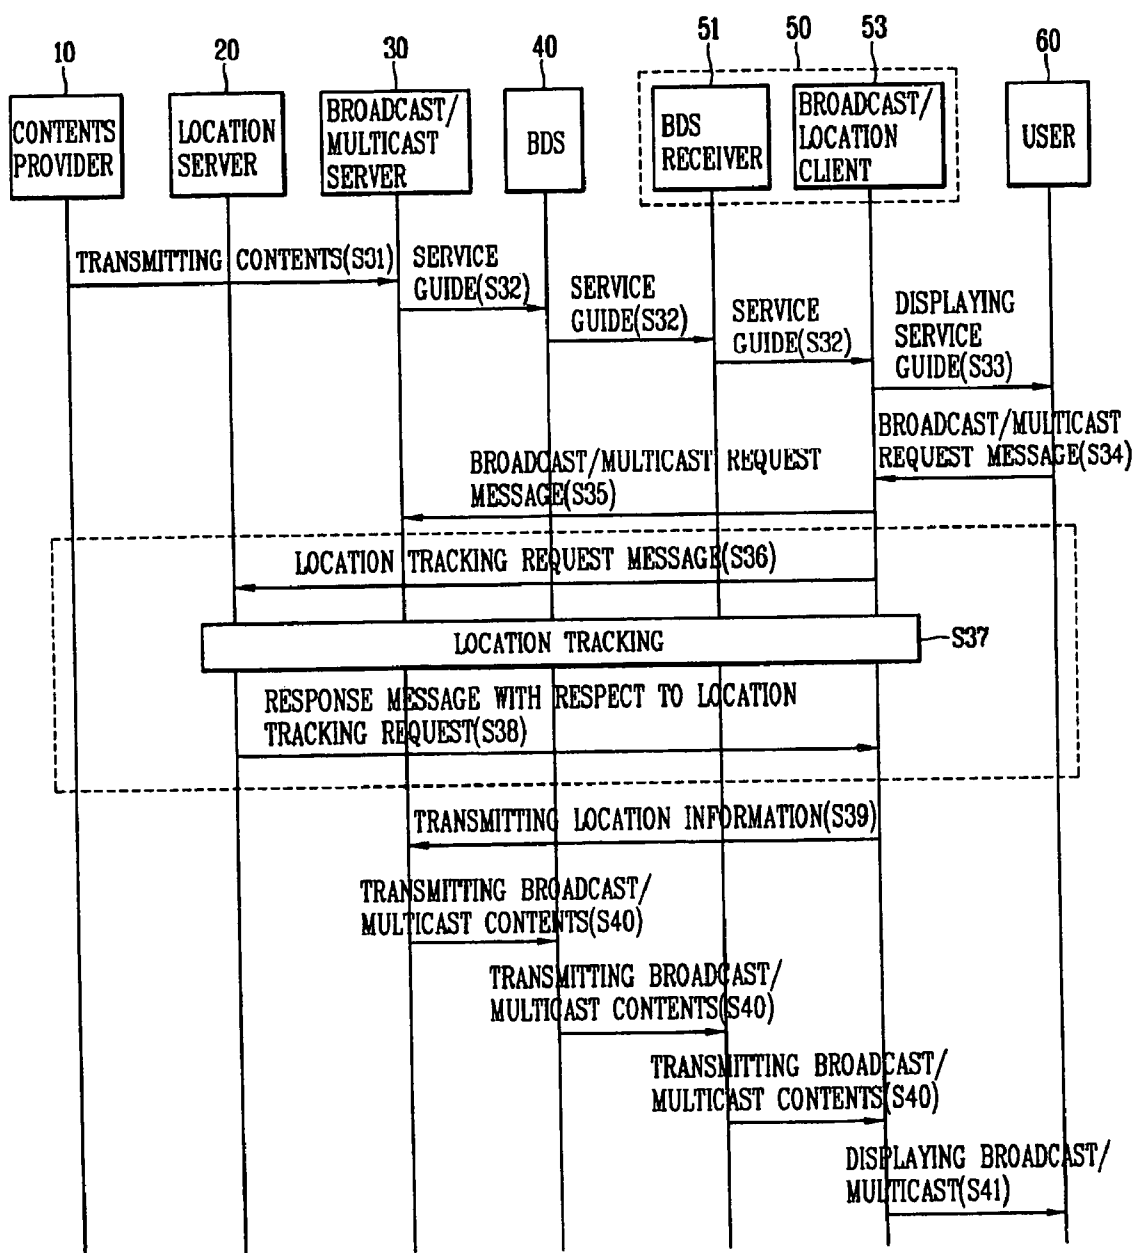 10
20
30
40
51
50
53
60
CONTENTS
PROVIDER
LOCATION
SERVER
BROADCAST/
MULTICAST
SERVER
BDS
BDS
RECEIVER
BROADCAST/
LOCATION
CLIENT
USER
TRANSMITTING CONTENTS(S31)
SERVICE
GUIDE(S32)
SERVICE
GUIDE(S32)
SERVICE
GUIDE(S32)
DISPLAYING
SERVICE
GUIDE(S33)
BROADCAST/MULTICAST
REQUEST MESSAGE(S34)
BROADCAST/MULTICAST REQUEST
MESSAGE(S35)
LOCATION TRACKING REQUEST MESSAGE(S36)
LOCATION TRACKING
S37
RESPONSE MESSAGE WITH RESPECT TO LOCATION
TRACKING REQUEST(S38)
TRANSMITTING LOCATION INFORMATION(S39)
TRANSMITTING BROADCAST/
MULTICAST CONTENTS(S40)
TRANSMITTING BROADCAST/
MULTICAST CONTENTS(S40)
TRANSMITTING BROADCAST/
MULTICAST CONTENTS(S40)
DISPLAYING BROADCAST/
MULTICAST(S41)